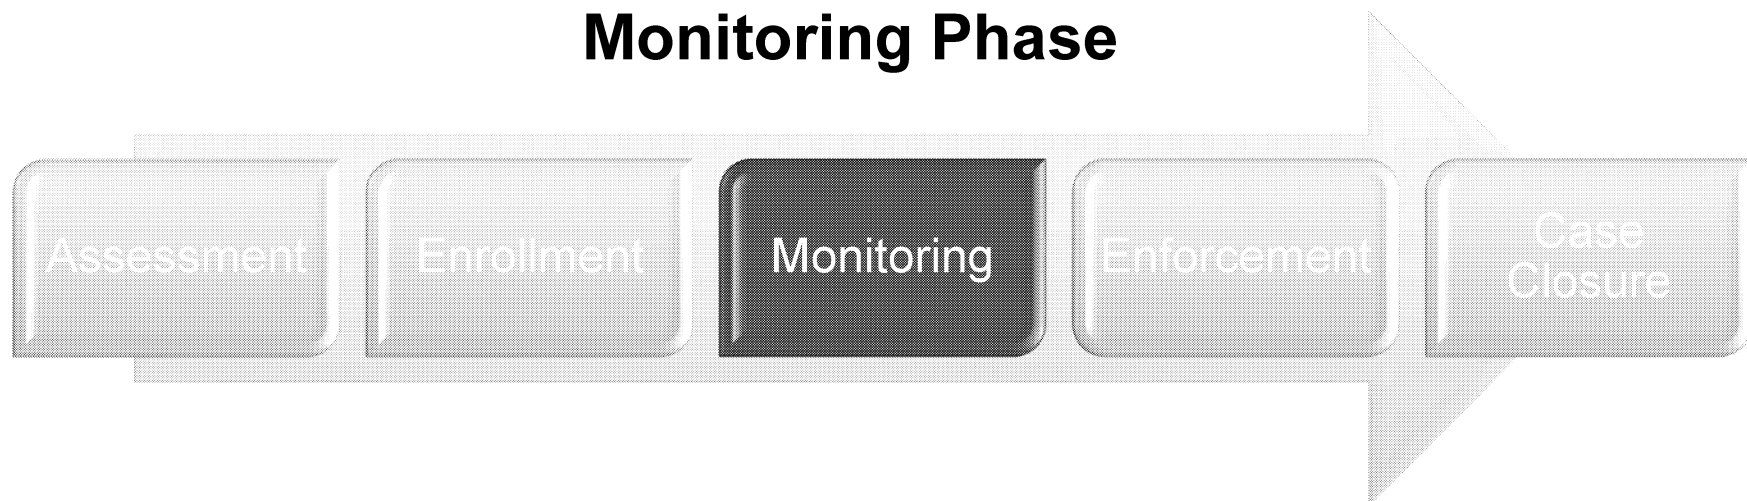 Monitoring Phase
Assessment
Enrollment
Monitoring
Enforcement
Case
Closure